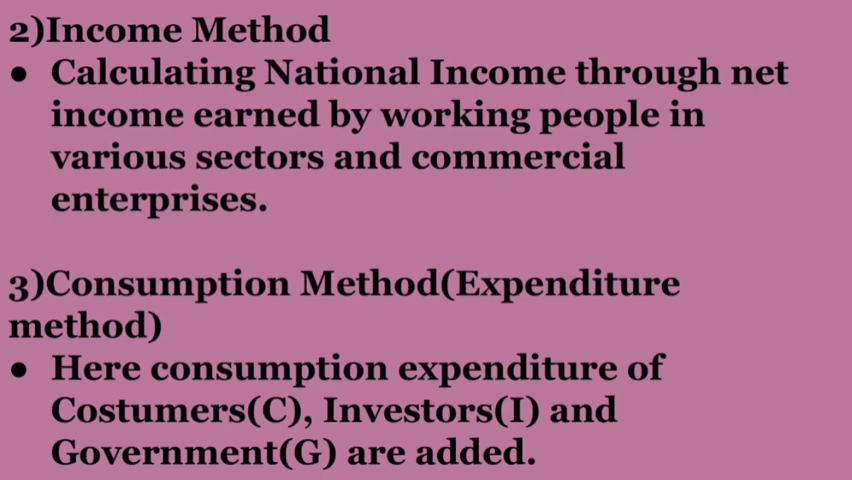 2)Income Method
● Calculating National Income through net
income earned by working people in
various sectors and commercial
enterprises.
3)Consumption Method(Expenditure
method)
● Here consumption expenditure of
Costumers(C), Investors(I) and
Government(G) are added.